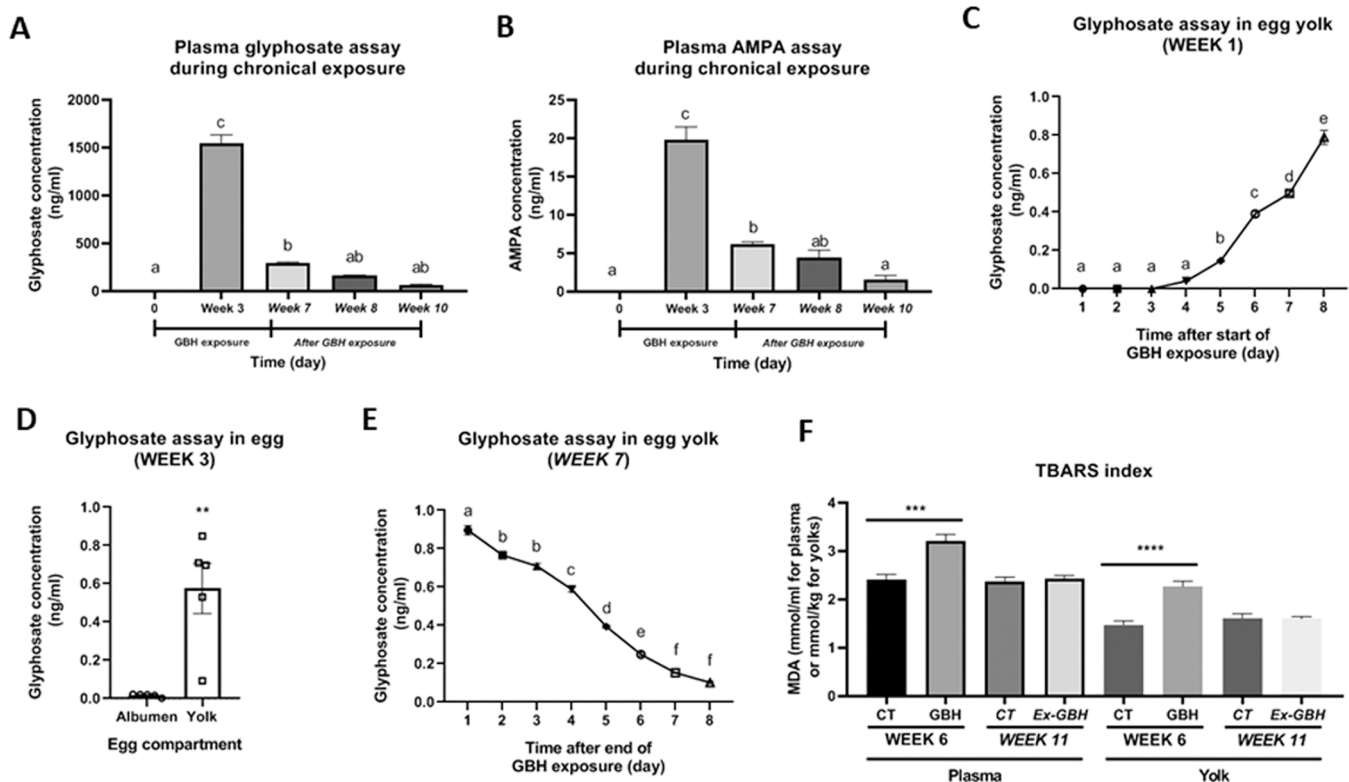 A
Plasma glyphosate assay
during chronical exposure
Glyphosate concentration
(ng/ml)
2000
1500
1000
500
0
a
c
b
ab
ab
0
Week 3
Week 7
Week 8
Week 10
GBH exposure
After GBH exposure
Time (day)
B
Plasma AMPA assay
during chronical exposure
AMPA concentration
(ng/ml)
25
20
15
10
5
0
a
c
b
ab
a
0
Week 3
Week 7
Week 8
Week 10
GBH exposure
After GBH exposure
Time (day)
C
Glyphosate assay in egg yolk
(WEEK 1)
Glyphosate concentration
(ng/ml)
1.0
0.8
0.6
0.4
0.2
0.0
a a a a b c d e
1 2 3 4 5 6 7 8
Time after start of
GBH exposure (day)
D
Glyphosate assay in egg
(WEEK 3)
Glyphosate concentration
(ng/ml)
1.0
0.8
0.6
0.4
0.2
0.0
**
Albumen Yolk
Egg compartment
E
Glyphosate assay in egg yolk
(WEEK 7)
Glyphosate concentration
(ng/ml)
1.0
0.8
0.6
0.4
0.2
0.0
a b b c d e f f
1 2 3 4 5 6 7 8
Time after end of
GBH exposure (day)
F
TBARS index
MDA (mmol/ml for plasma
or mmol/kg for yolks)
4
3
2
1
0
***
****
CT GBH CT Ex-GBH CT GBH CT Ex-GBH
WEEK 6 WEEK 11 WEEK 6 WEEK 11
Plasma Yolk